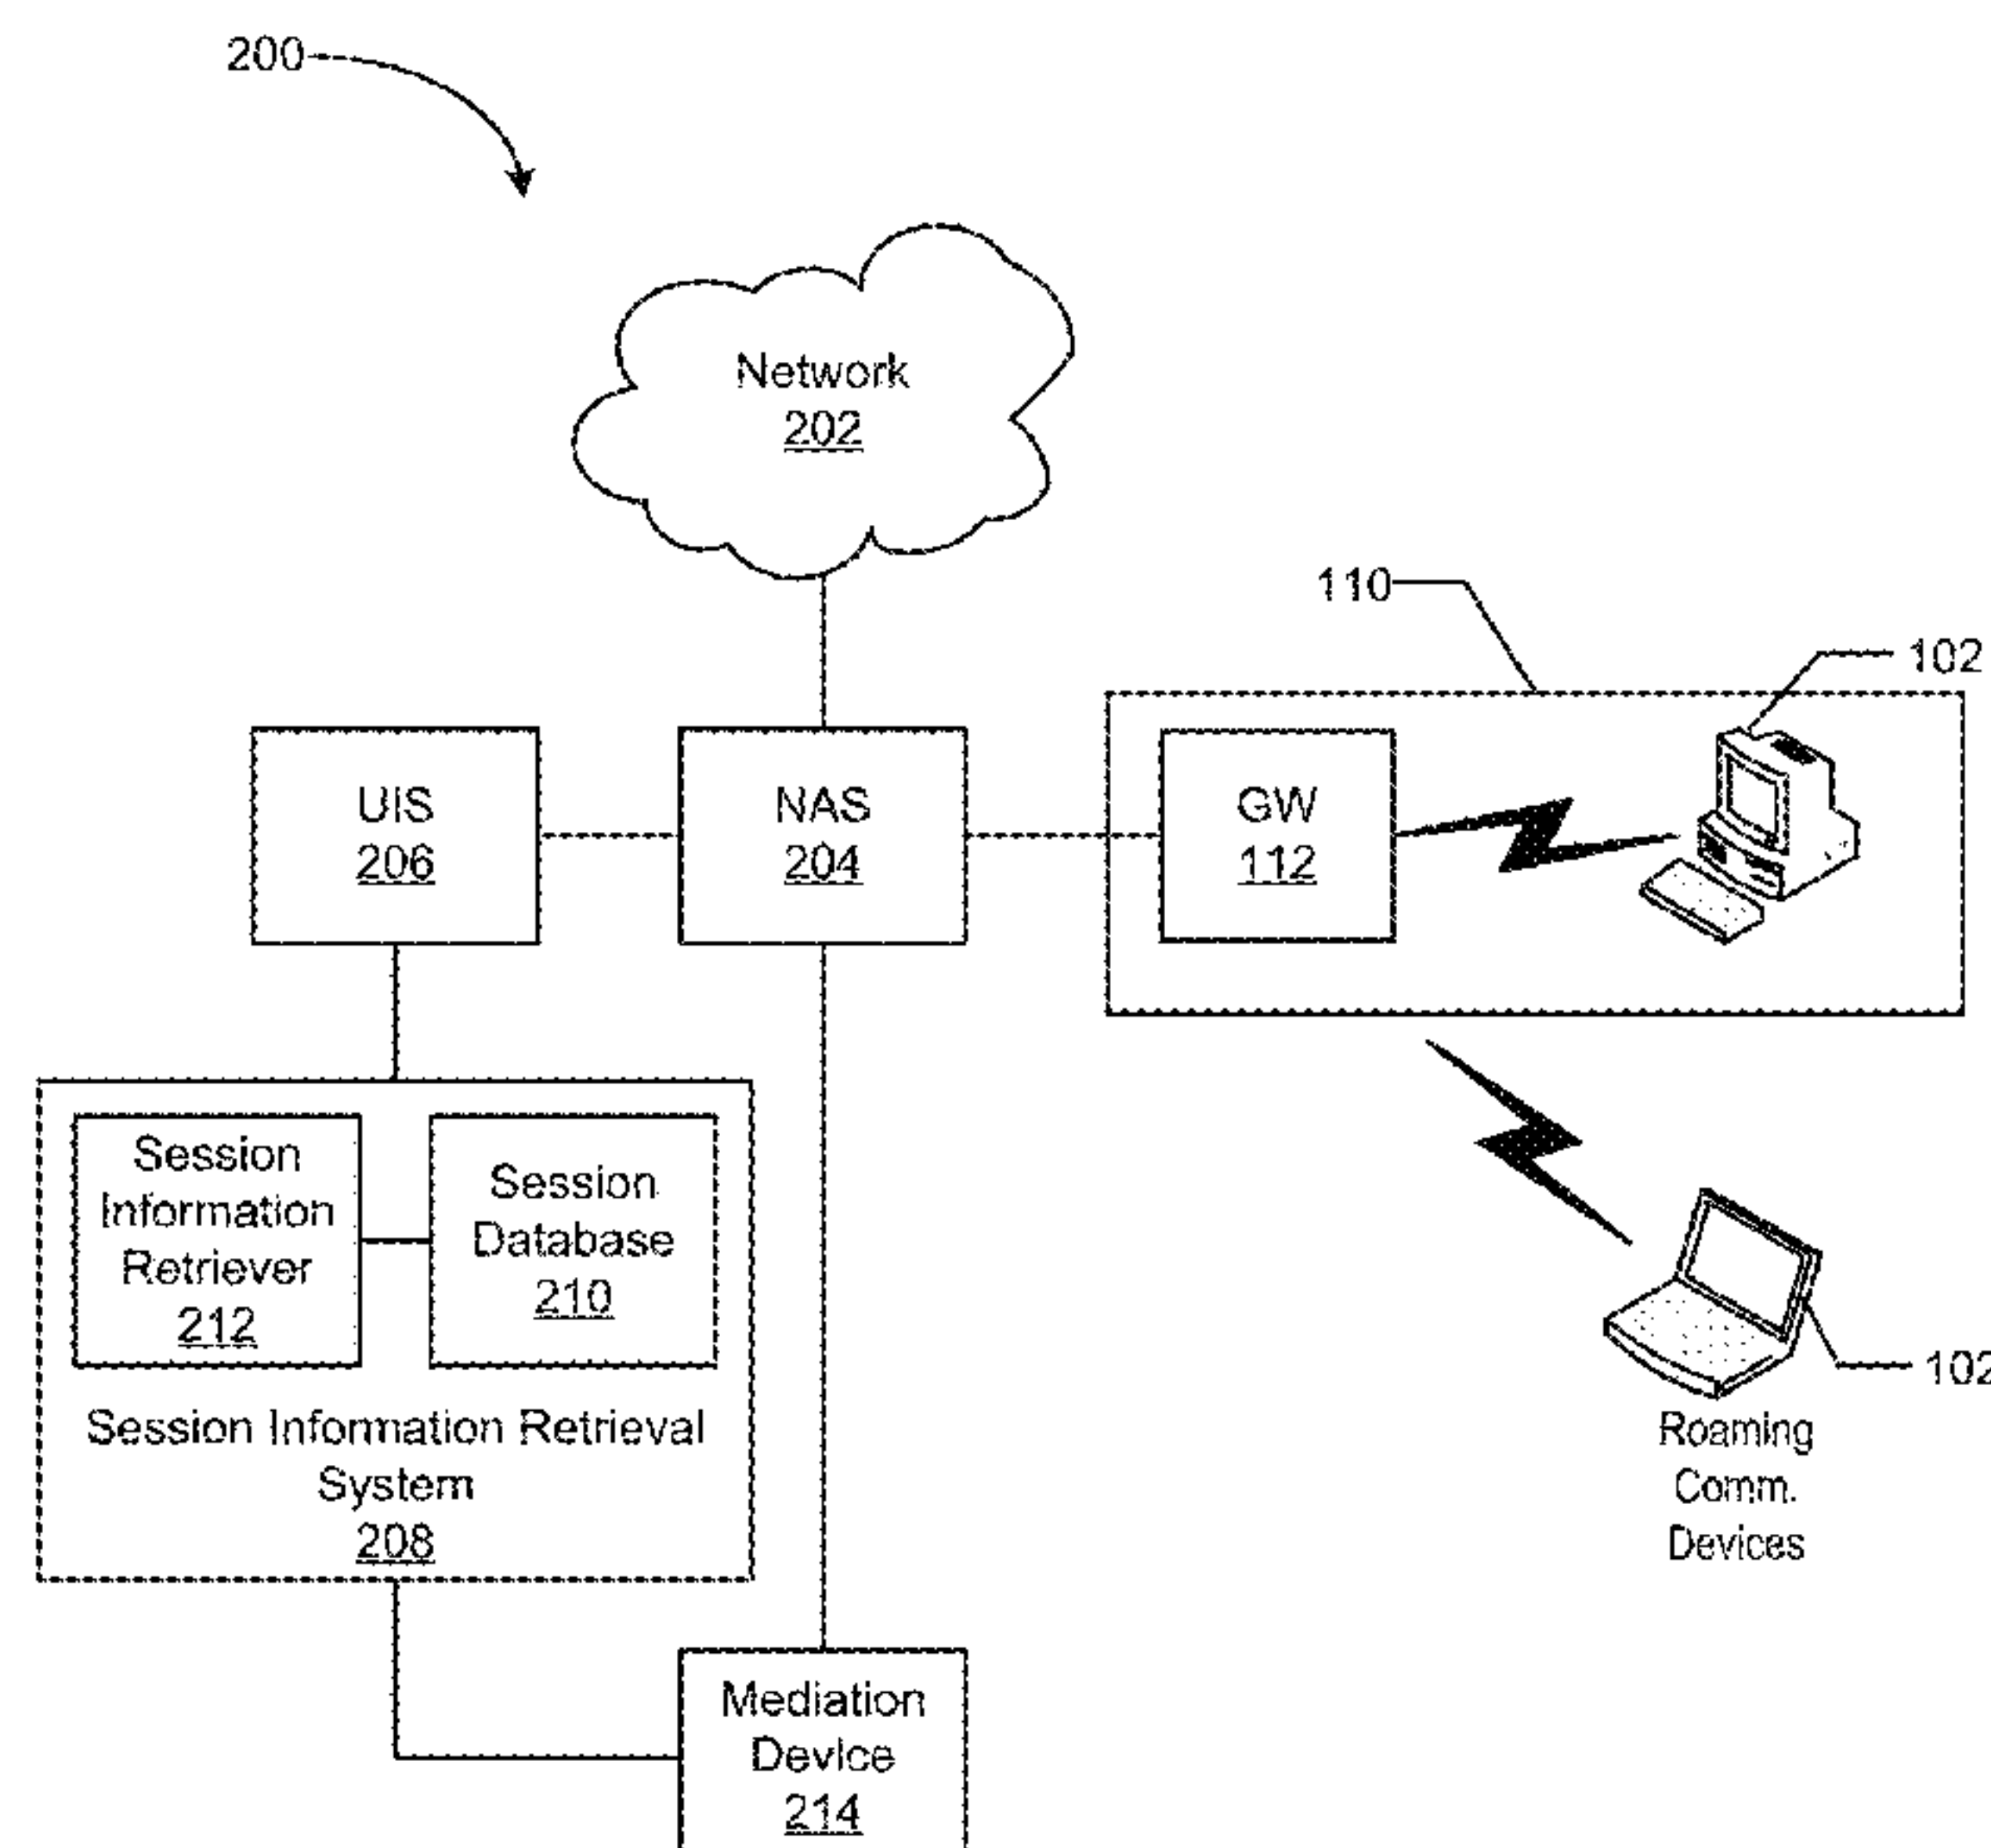 200
Network
202
110
102
UIS
206
NAS
204
GW
112
Session
Information
Retriever
212
Session
Database
210
Session Information Retrieval
System
208
102
Roaming
Comm.
Devices
Mediation
Device
214